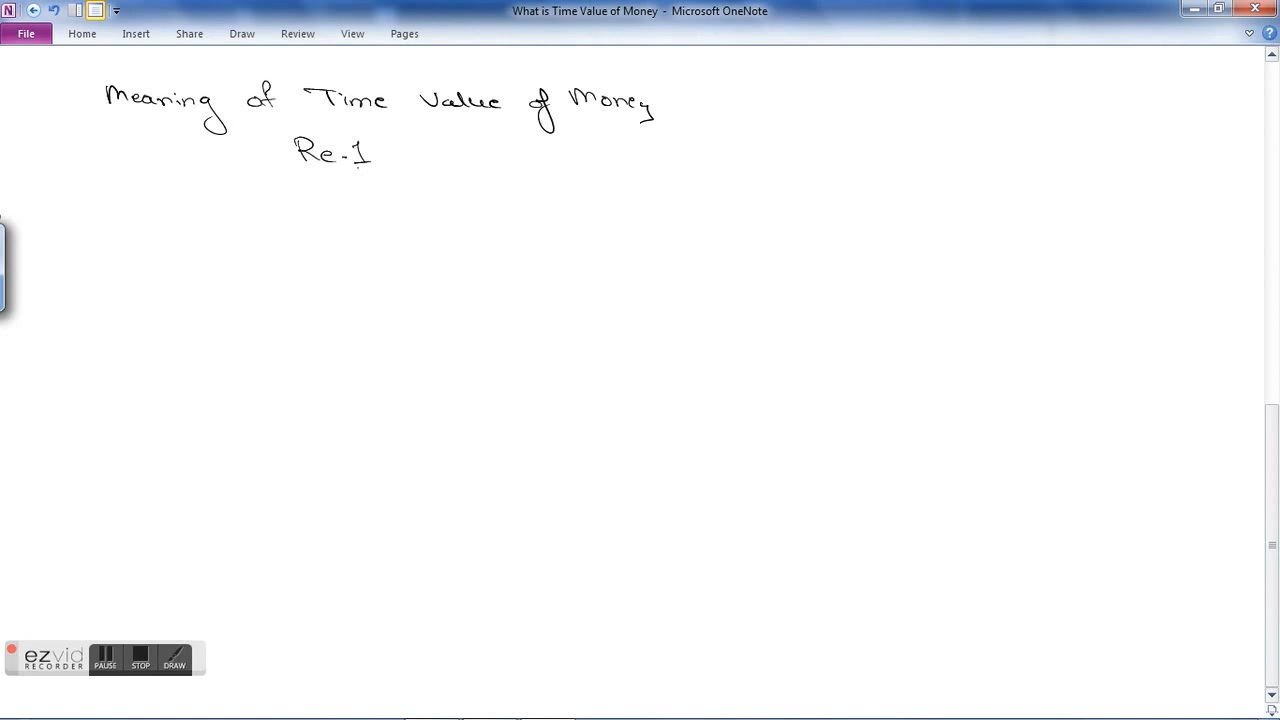 What is Time Value of Money - Microsoft OneNote
File Home Insert Share Draw Review View Pages
Meaning of Time Value of Money
Re.1
ezvid
RECORDER
PAUSE STOP DRAW